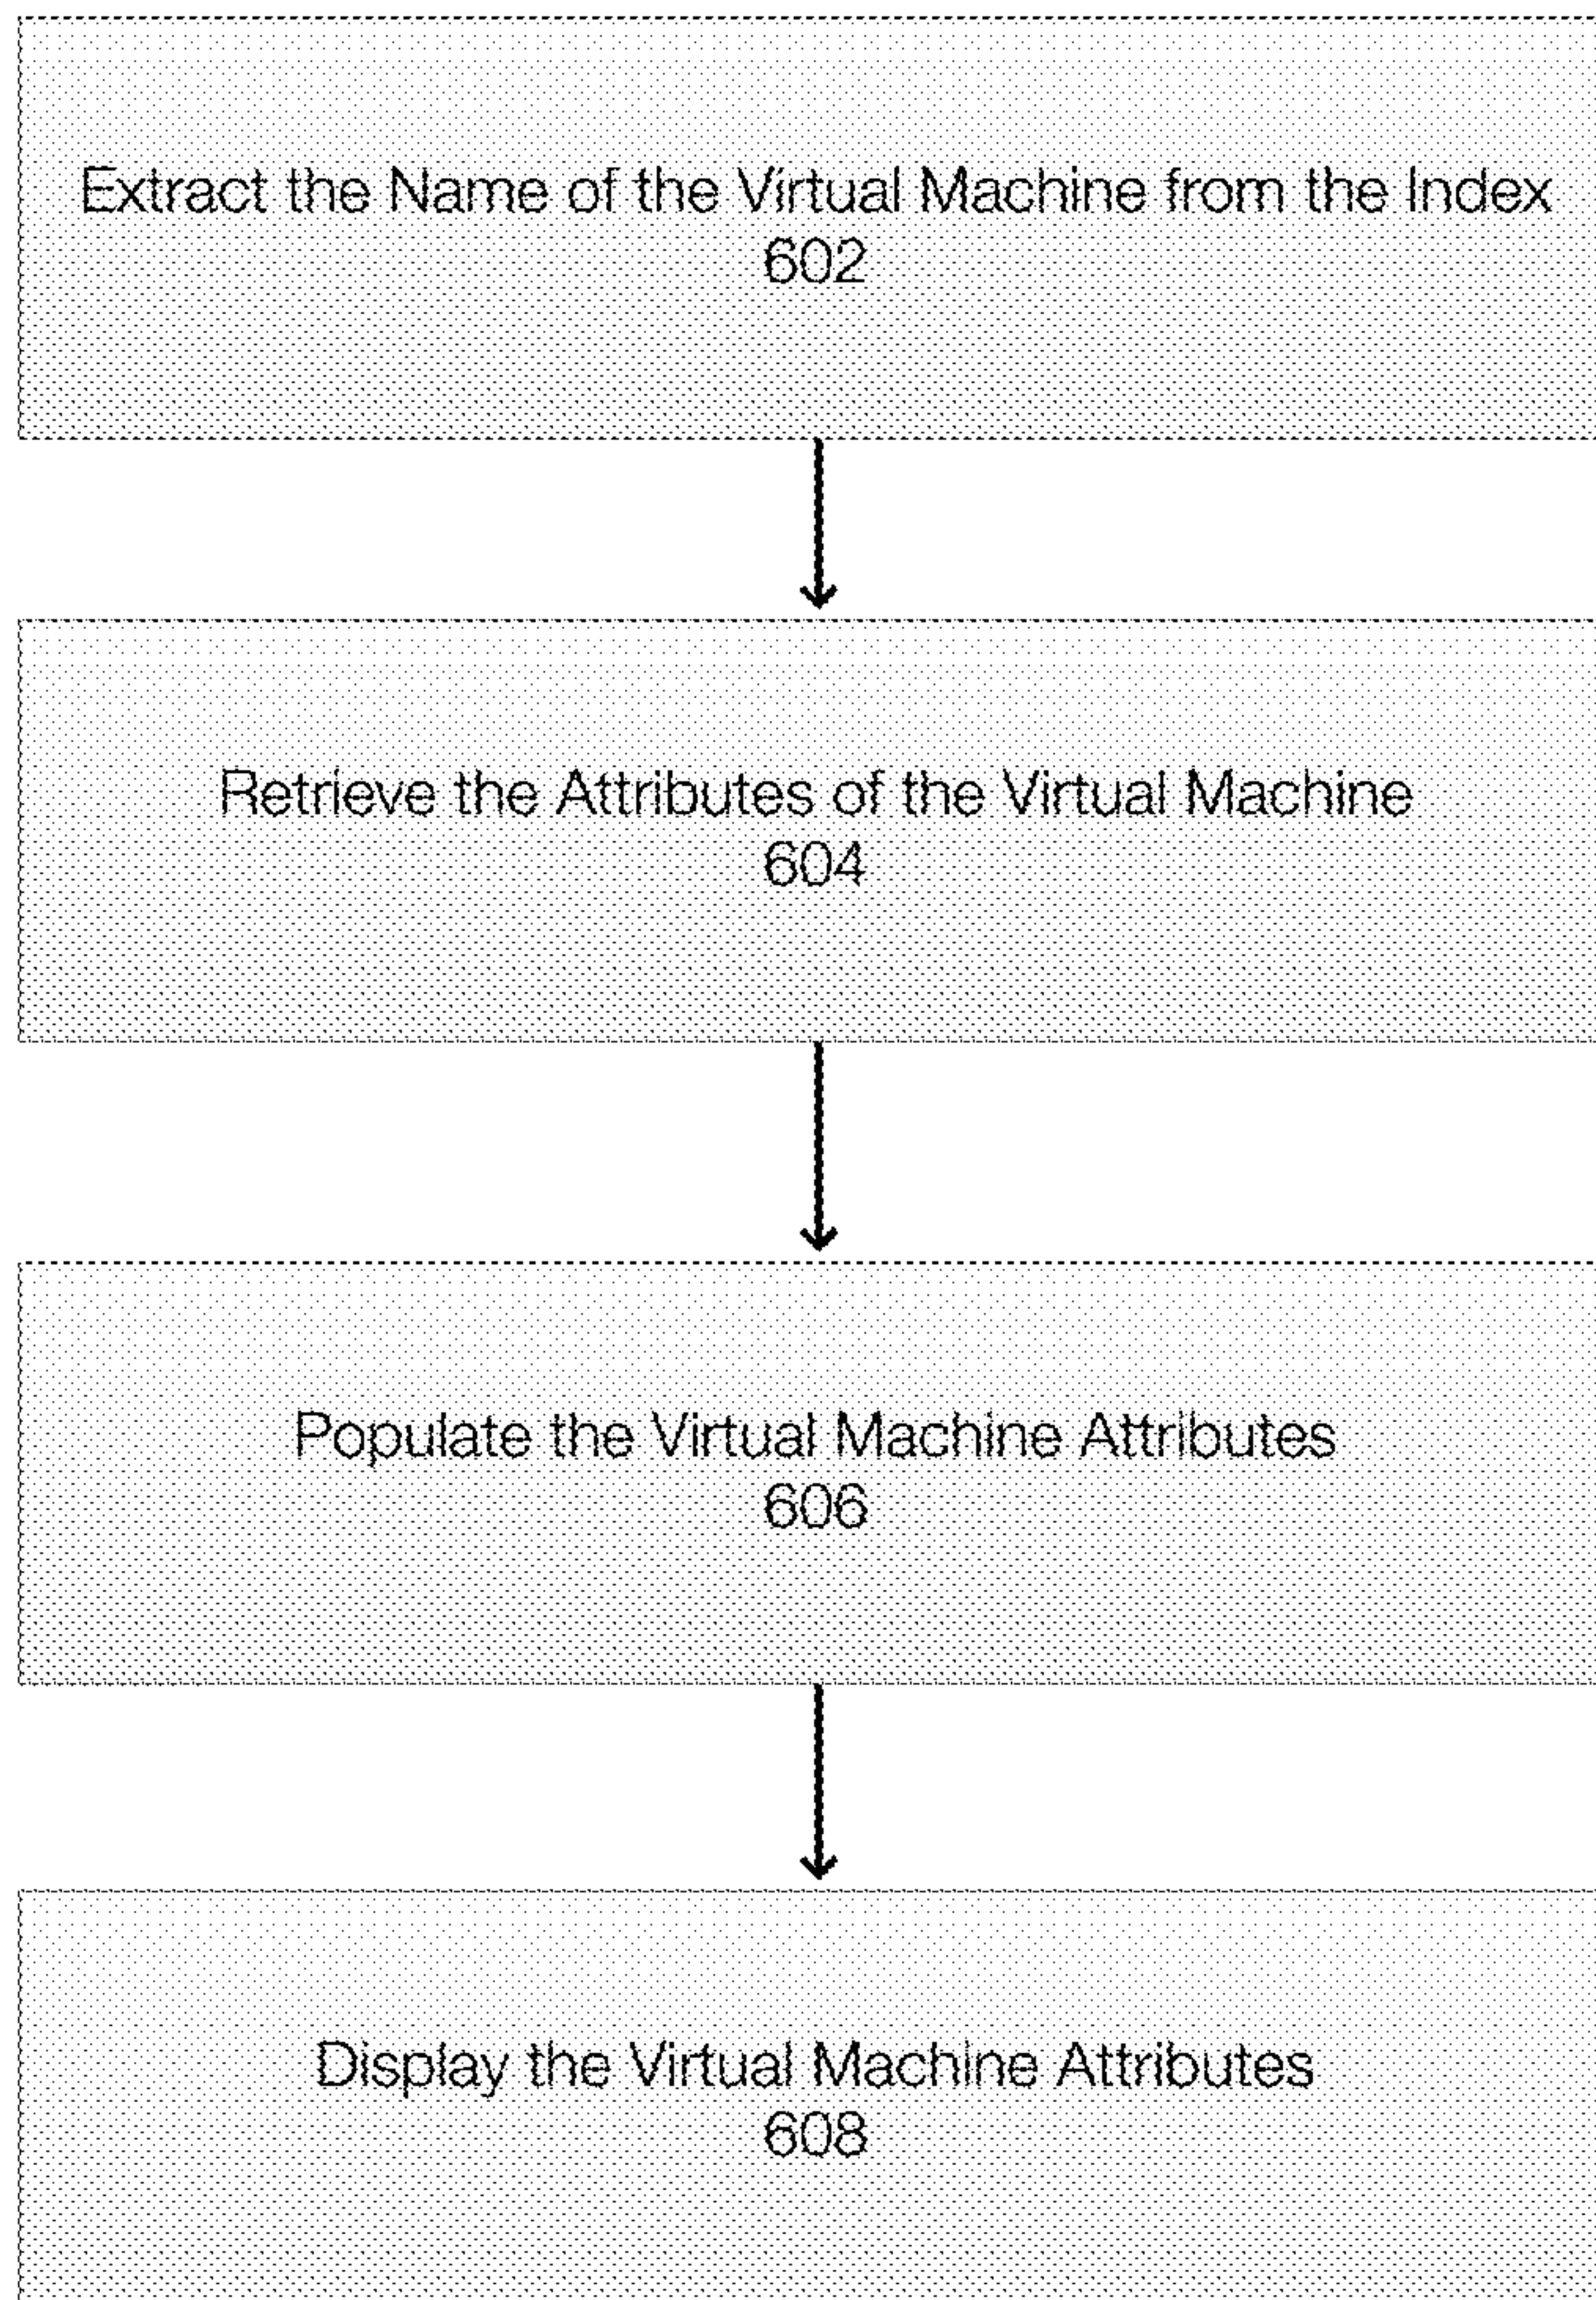 Extract the Name of the Virtual Machine from the Index
602
Retrieve the Attributes of the Virtual Machine
604
Populate the Virtual Machine Attributes
606
Display the Virtual Machine Attributes
608